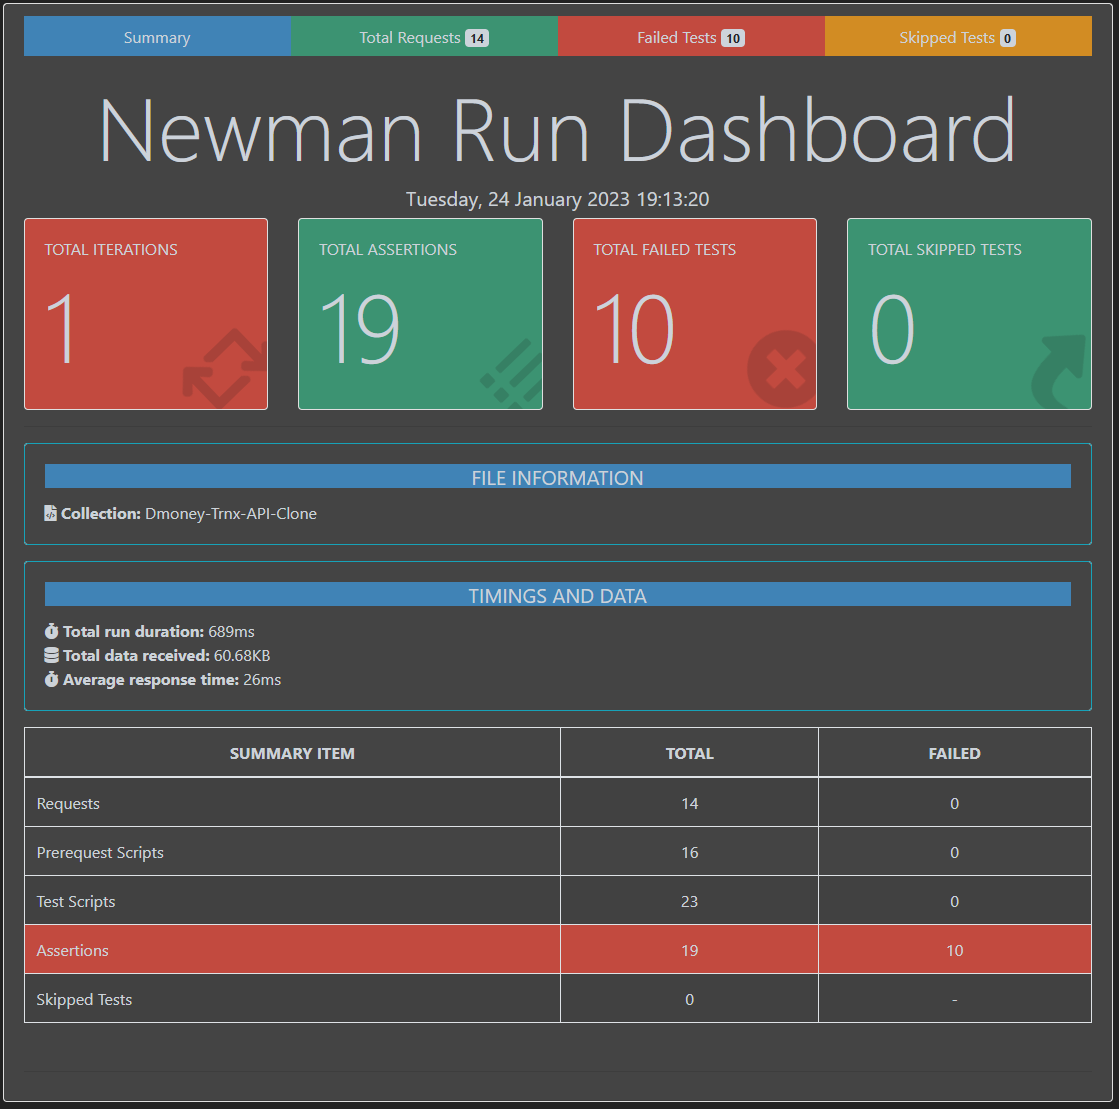 Summary Total Requests 14 Failed Tests 10 Skipped Tests 0
Newman Run Dashboard
Tuesday, 24 January 2023 19:13:20
TOTAL ITERATIONS TOTAL ASSERTIONS TOTAL FAILED TESTS TOTAL SKIPPED TESTS
1 19 10 0
FILE INFORMATION
Collection: Dmoney-Trnx-API-Clone
TIMINGS AND DATA
Total run duration: 689ms
Total data received: 60.68KB
Average response time: 26ms
SUMMARY ITEM TOTAL FAILED
Requests 14 0
Prerequest Scripts 16 0
Test Scripts 23 0
Assertions 19 10
Skipped Tests 0 -